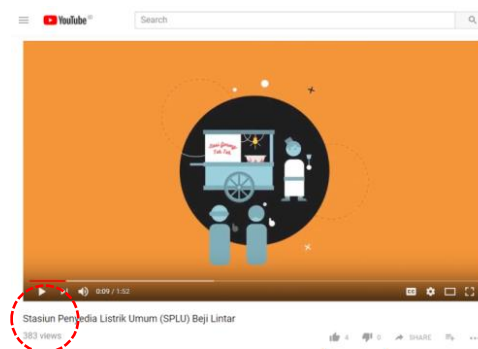 YouTube
Search
0:09 / 1:52
Stasiun Penyedia Listrik Umum (SPLU) Beji Lintar
383 views
4
0
SHARE